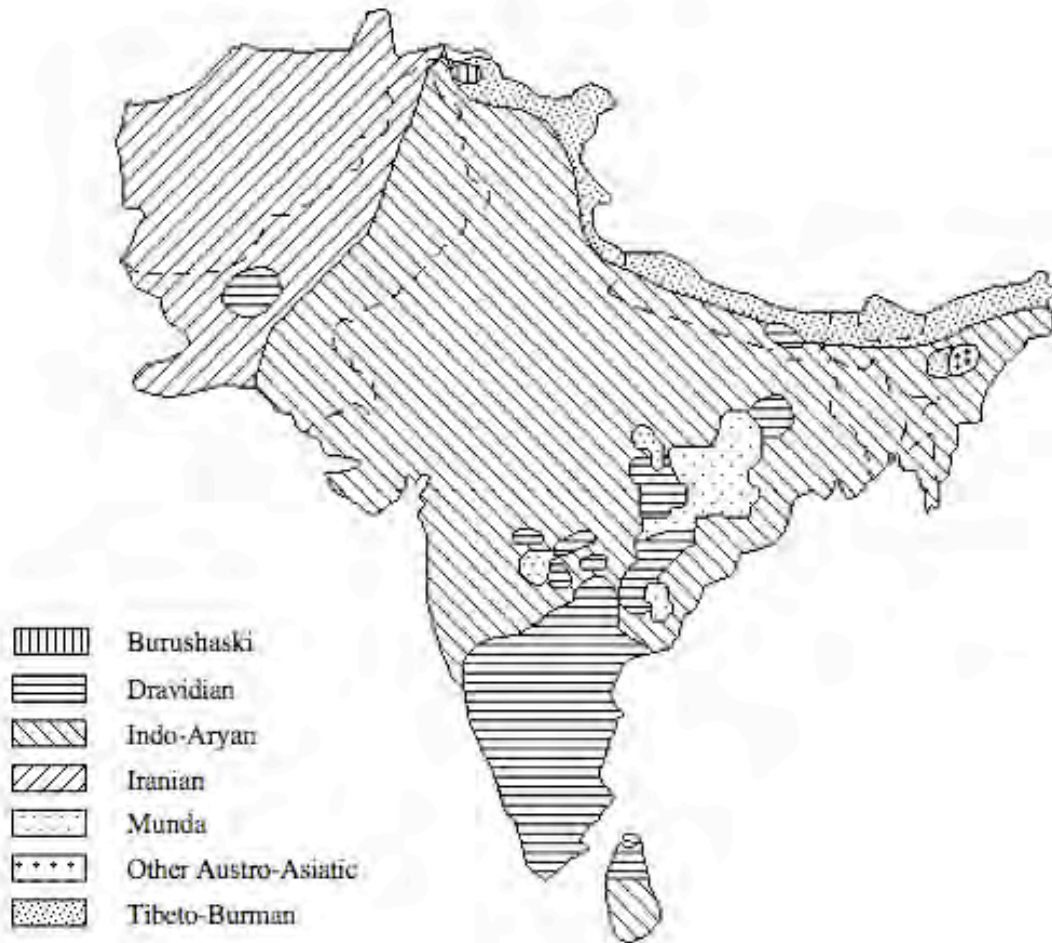 Burushaski
Dravidian
Indo-Aryan
Iranian
Munda
Other Austro-Asiatic
Tibeto-Burman